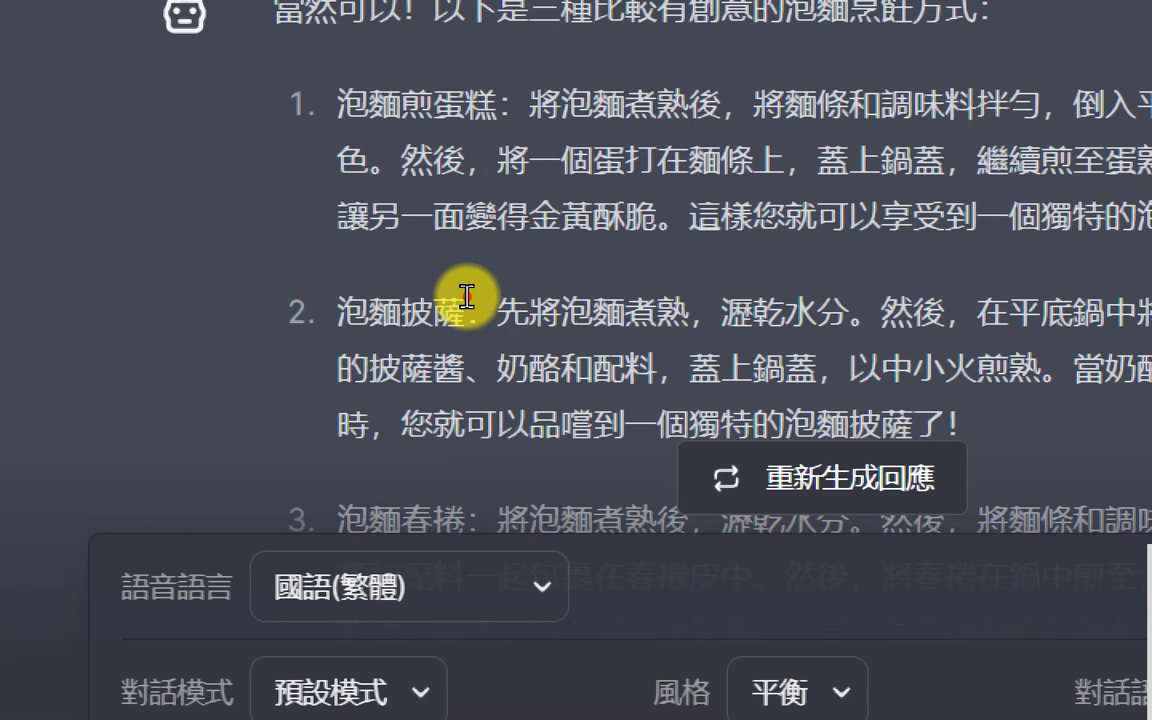 當然可以！以下是三種比較有創意的泡麵烹飪方式：
1. 泡麵煎蛋糕：將泡麵煮熟後，將麵條和調味料拌勻，倒入平
色。然後，將一個蛋打在麵條上，蓋上鍋蓋，繼續煎至蛋熟
讓另一面變得金黃酥脆。這樣您就可以享受到一個獨特的泡
2. 泡麵披薩：先將泡麵煮熟，瀝乾水分。然後，在平底鍋中將
的披薩醬、奶酪和配料，蓋上鍋蓋，以中小火煎熟。當奶酪
時，您就可以品嚐到一個獨特的泡麵披薩了！
重新生成回應
3. 泡麵春捲：將泡麵煮熟後，瀝乾水分。然後，將麵條和調味
語音語言 國語(繁體)
對話模式 預設模式 風格 平衡 對話語